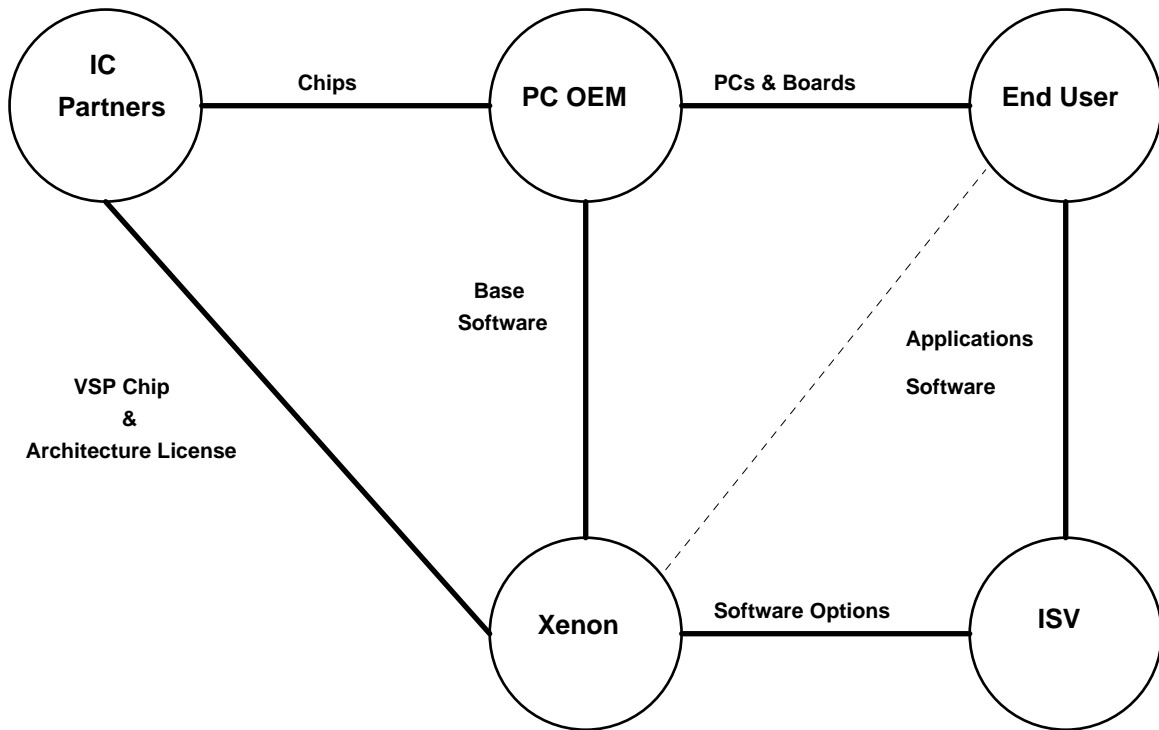 IC
Partners
Chips
PC OEM
PCs & Boards
End User
Base
Software
Applications
Software
VSP Chip
&
Architecture License
Xenon
Software Options
ISV